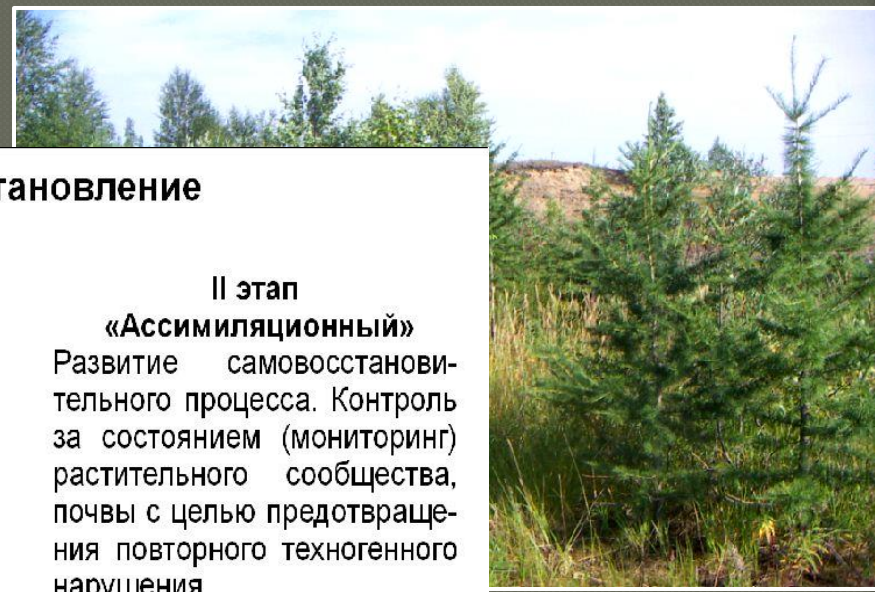 тановление
II этап
«Ассимиляционный»
Развитие самовосстанови-
тельного процесса. Контроль
за состоянием (мониторинг)
растительного сообщества,
почвы с целью предотвраще-
ния повторного техногенного
нарушения